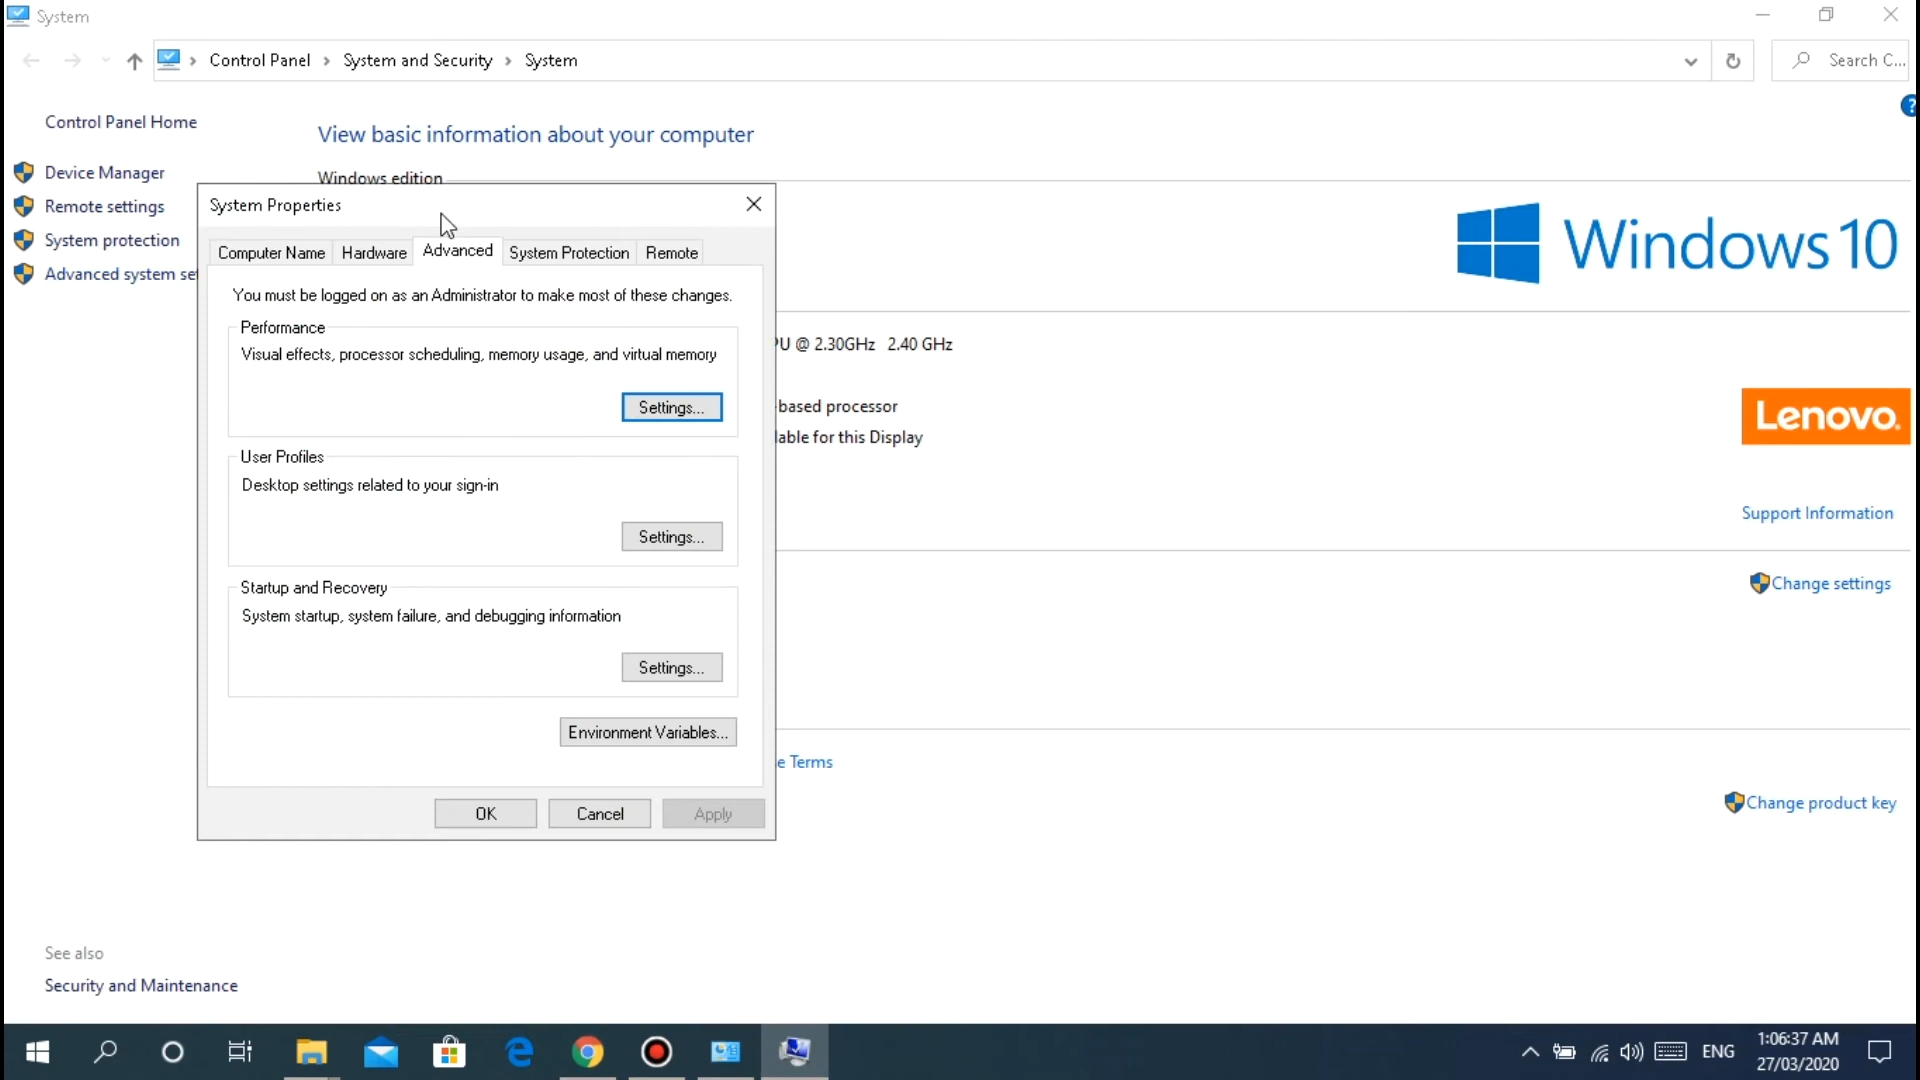 System
Control Panel > System and Security > System
Search C...
Control Panel Home
Device Manager
Remote settings
System protection
Advanced system set
View basic information about your computer
Windows edition
System Properties
Computer Name Hardware Advanced System Protection Remote
You must be logged on as an Administrator to make most of these changes.
Performance
Visual effects, processor scheduling, memory usage, and virtual memory
Settings...
User Profiles
Desktop settings related to your sign-in
Settings...
Startup and Recovery
System startup, system failure, and debugging information
Settings...
Environment Variables...
OK Cancel Apply
Windows 10
PU @ 2.30GHz 2.40 GHz
-based processor
lable for this Display
Lenovo
Support Information
Change settings
e Terms
Change product key
See also
Security and Maintenance
ENG
1:06:37 AM
27/03/2020